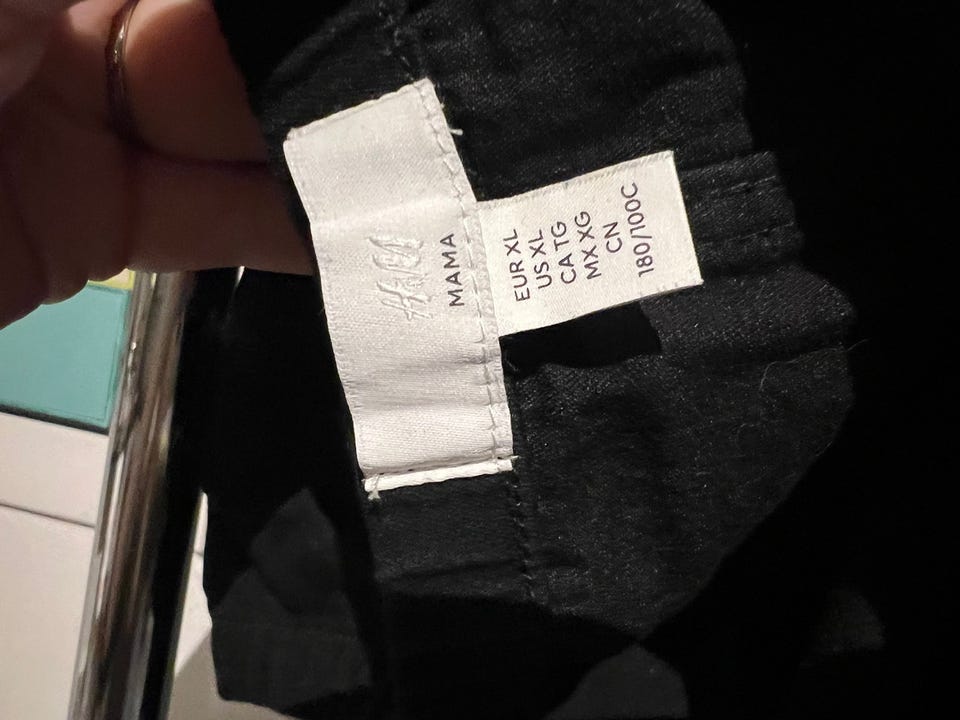 H&M
MAMA
EUR XL
US XL
CA TG
MX XG
CN
180/100C